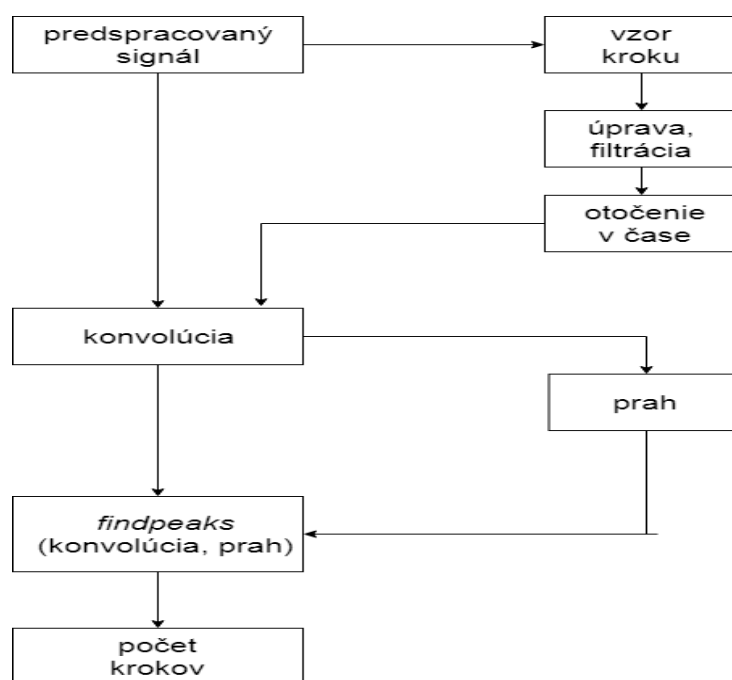 predspracovaný
signál
vzor
kroku
úprava,
filtrácia
otočenie
v čase
konvolúcia
prah
findpeaks
(konvolúcia, prah)
počet
krokov